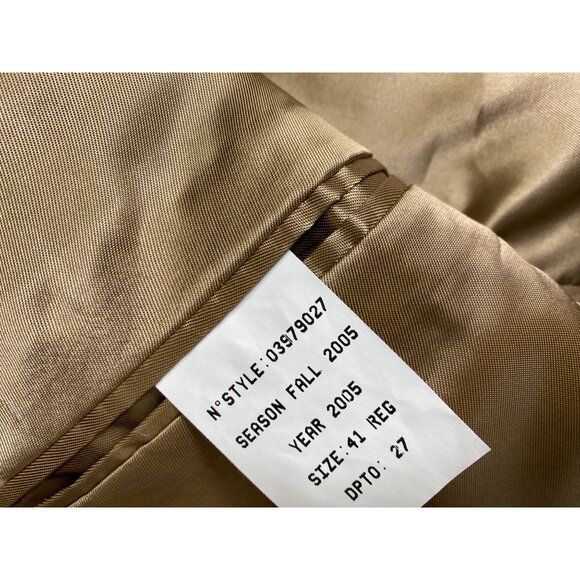 N°STYLE:03979027
SEASON FALL 2005
YEAR 2005
SIZE:41 REG
DPTO: 27